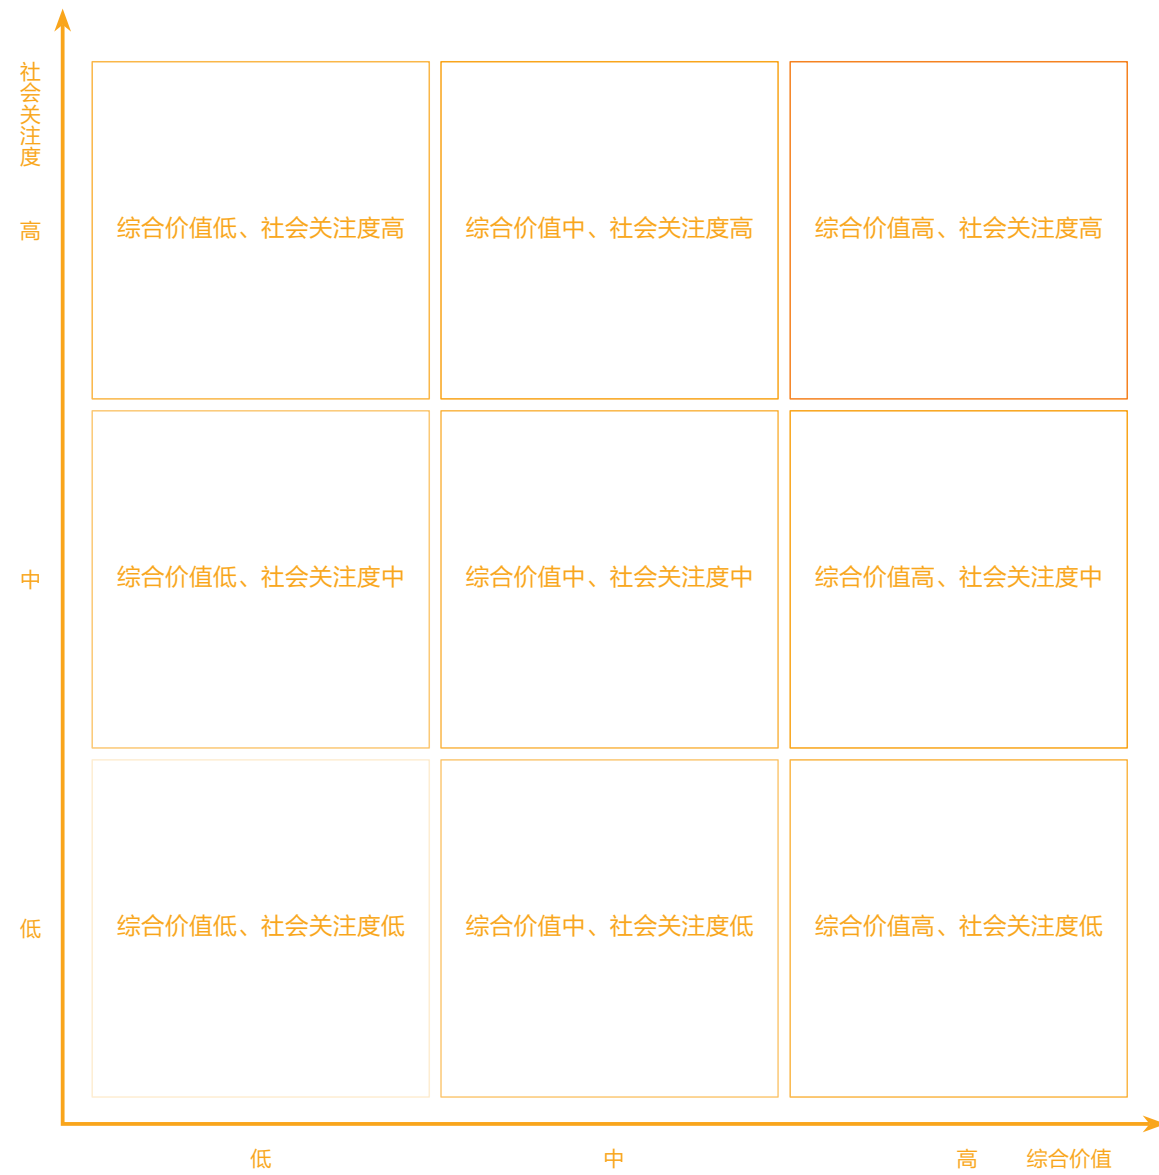 社会关注度
高
综合价值低、社会关注度高
综合价值中、社会关注度高
综合价值高、社会关注度高
中
综合价值低、社会关注度中
综合价值中、社会关注度中
综合价值高、社会关注度中
低
综合价值低、社会关注度低
综合价值中、社会关注度低
综合价值高、社会关注度低
低
中
高
综合价值